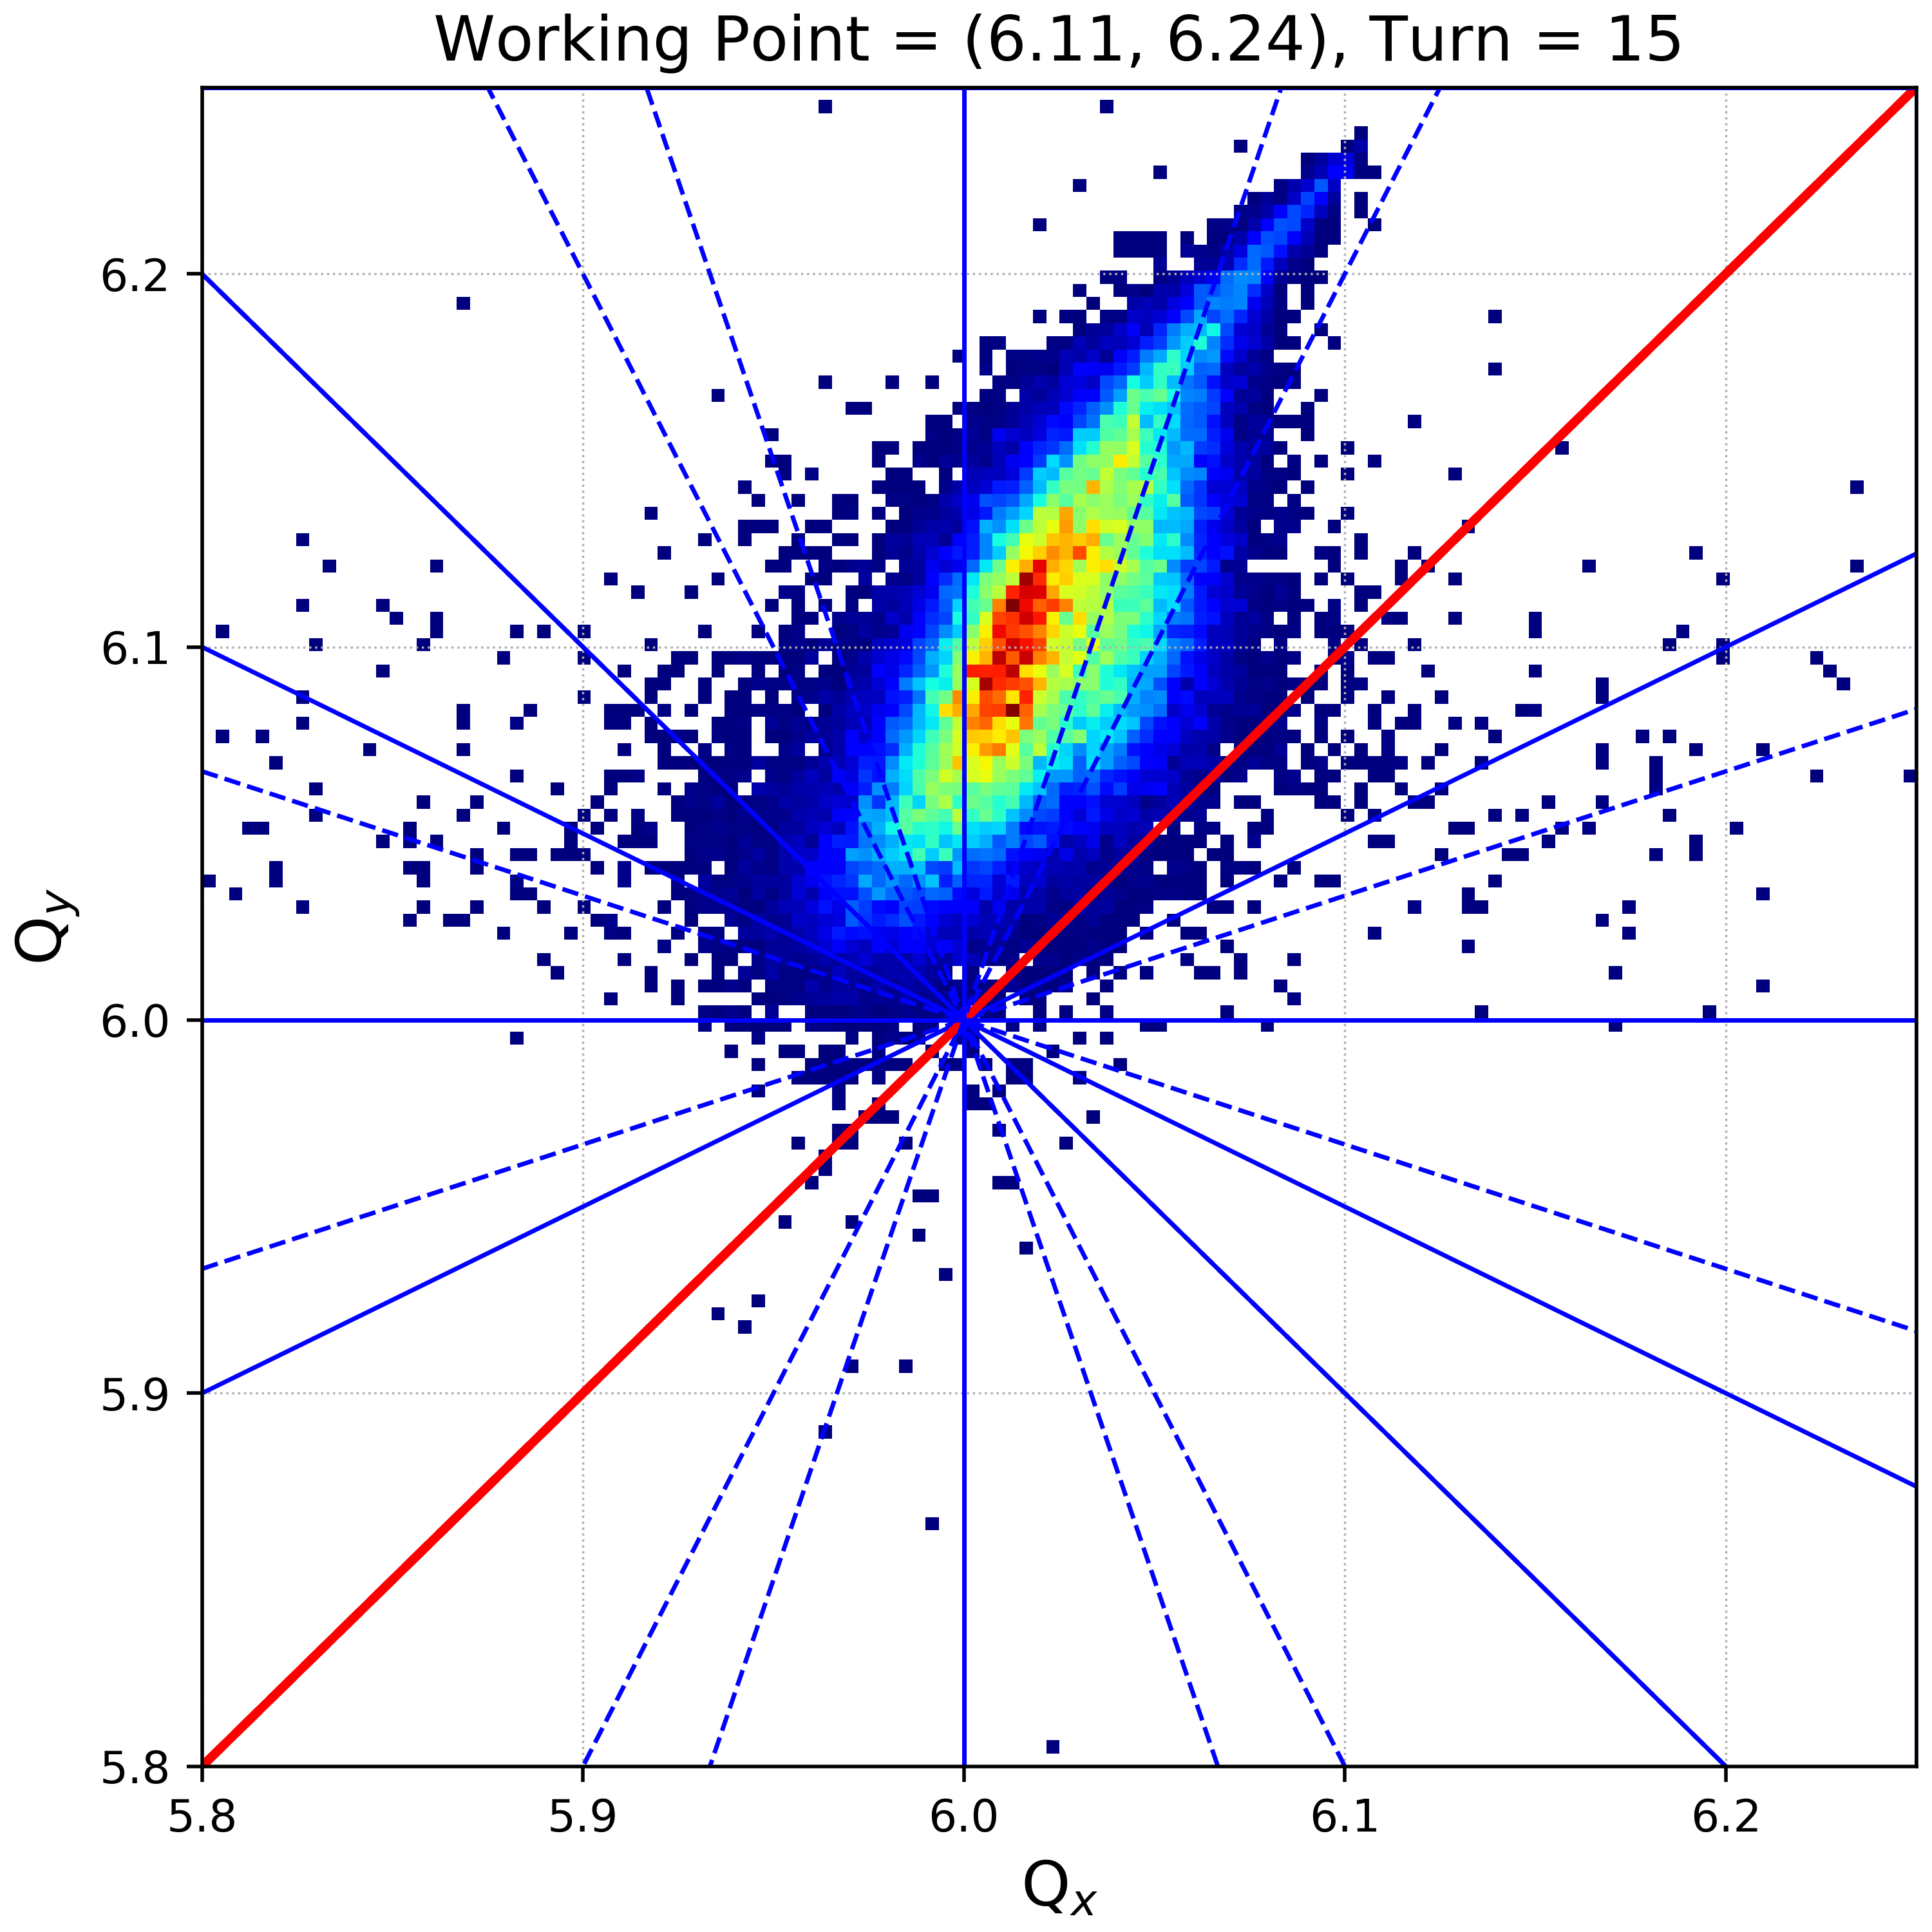 Working Point = (6.11, 6.24), Turn = 15
6.2
6.1
6.0
5.9
5.8
Qy
5.8 5.9 6.0 6.1 6.2
Qx